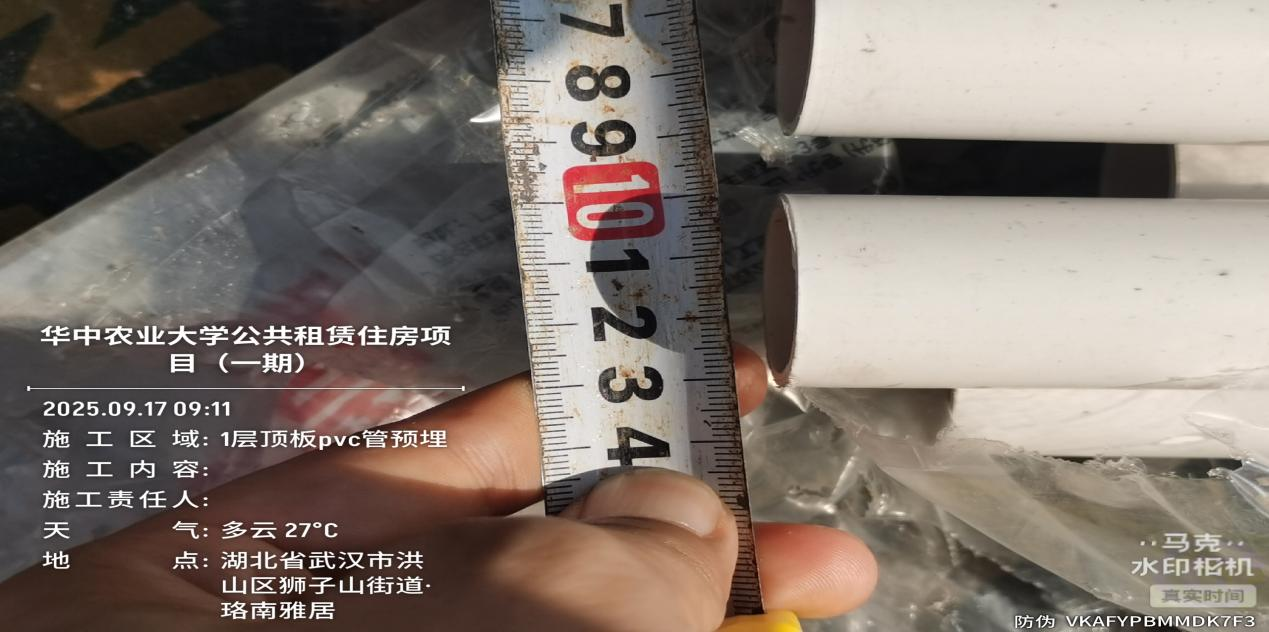 7
8
9
10
1
2
3
4
华中农业大学公共租赁住房项
目（一期）
2025.09.17 09:11
施工区域：1层顶板pvc管预埋
施工内容：
施工责任人：
天气：多云 27°C
地点：湖北省武汉市洪
山区狮子山街道·
珞南雅居
马克
水印相机
真实时间
防伪 VKAFYPBMMDK7F3